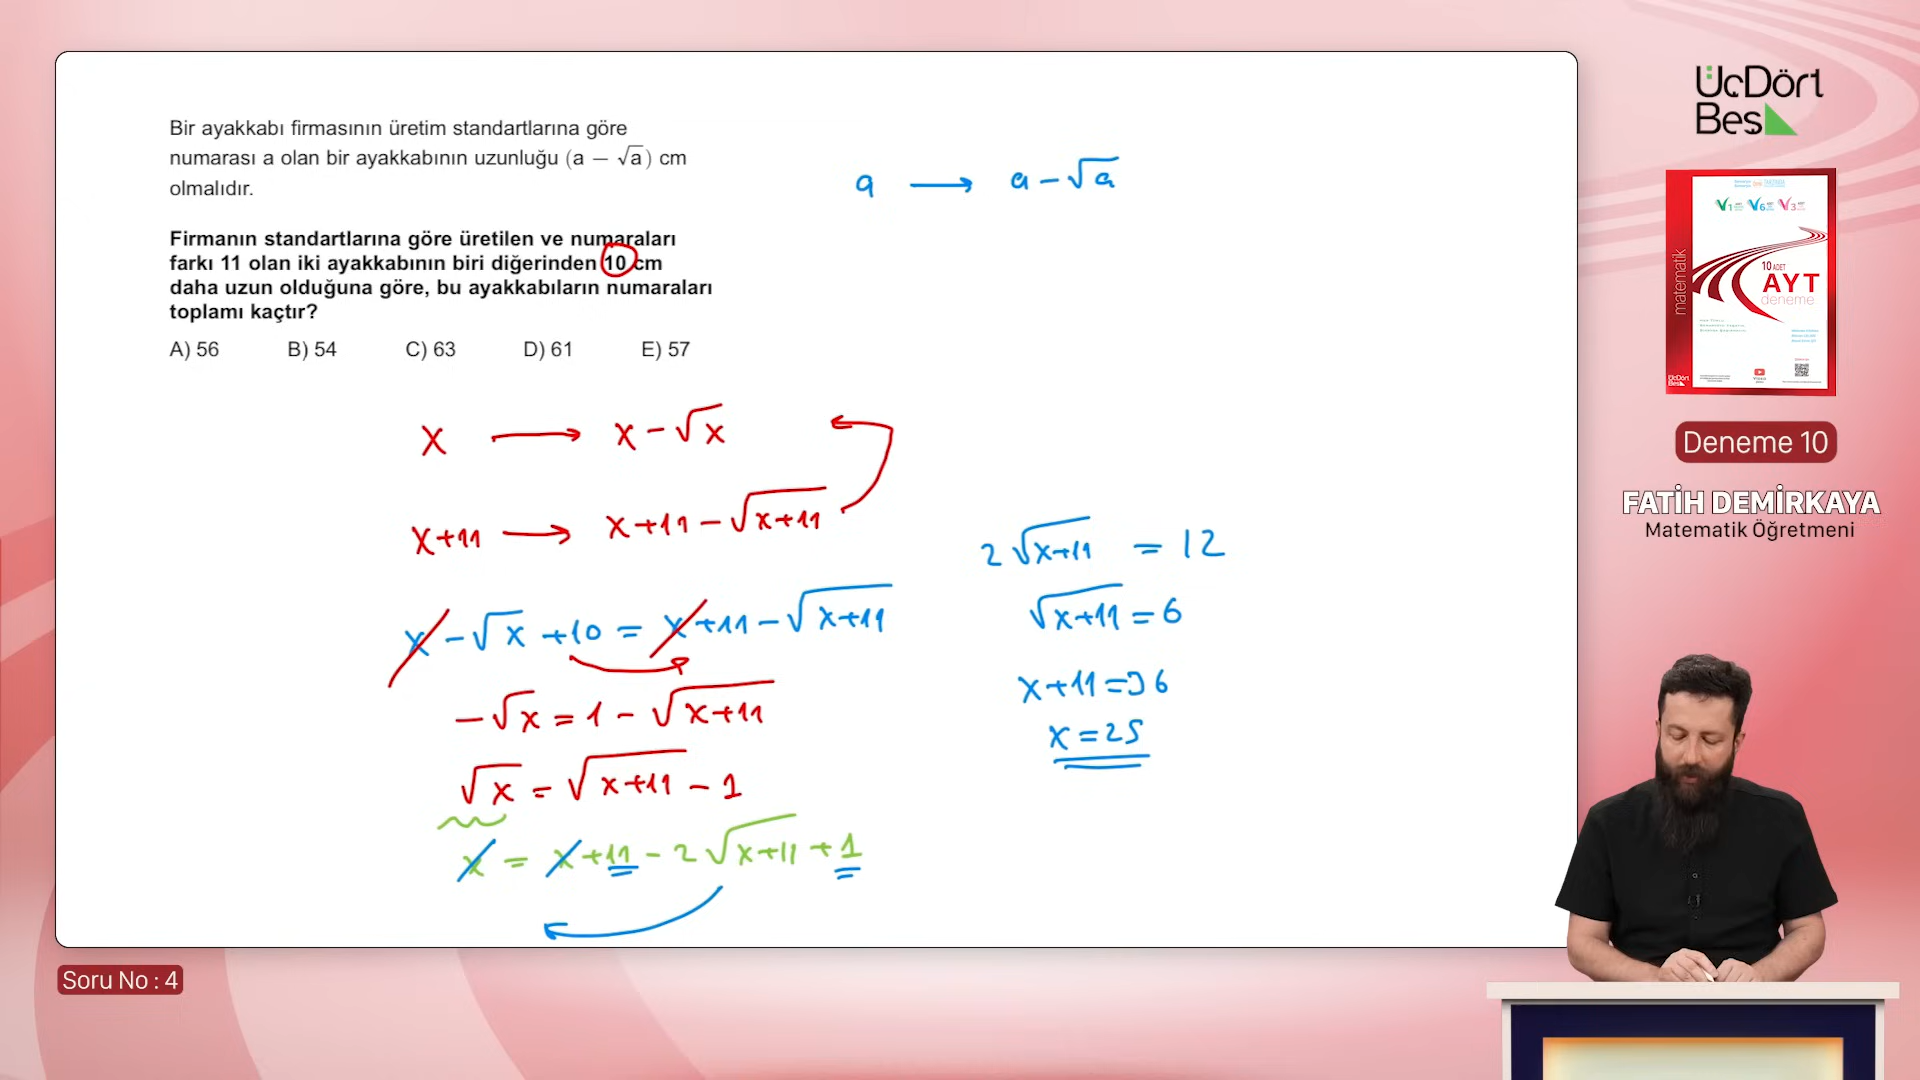 Bir ayakkabı firmasının üretim standartlarına göre
numarası a olan bir ayakkabının uzunluğu (a − √a) cm
olmalıdır.
Firmanın standartlarına göre üretilen ve numaraları
farkı 11 olan iki ayakkabının biri diğerinden 10 cm
daha uzun olduğuna göre, bu ayakkabıların numaraları
toplamı kaçtır?
A) 56 B) 54 C) 63 D) 61 E) 57
a → a − √a
x → x − √x
x+11 → x+11 − √x+11
x − √x + 10 = x + 11 − √x+11
−√x = 1 − √x+11
√x = √x+11 − 1
x = x + 11 − 2√x+11 + 1
2√x+11 = 12
√x+11 = 6
x+11 = 36
x = 25
ÜçDört
Beş
matematik
10 ADET
AYT
deneme
ÜçDört
Beş
Deneme 10
FATİH DEMİRKAYA
Matematik Öğretmeni
Soru No : 4